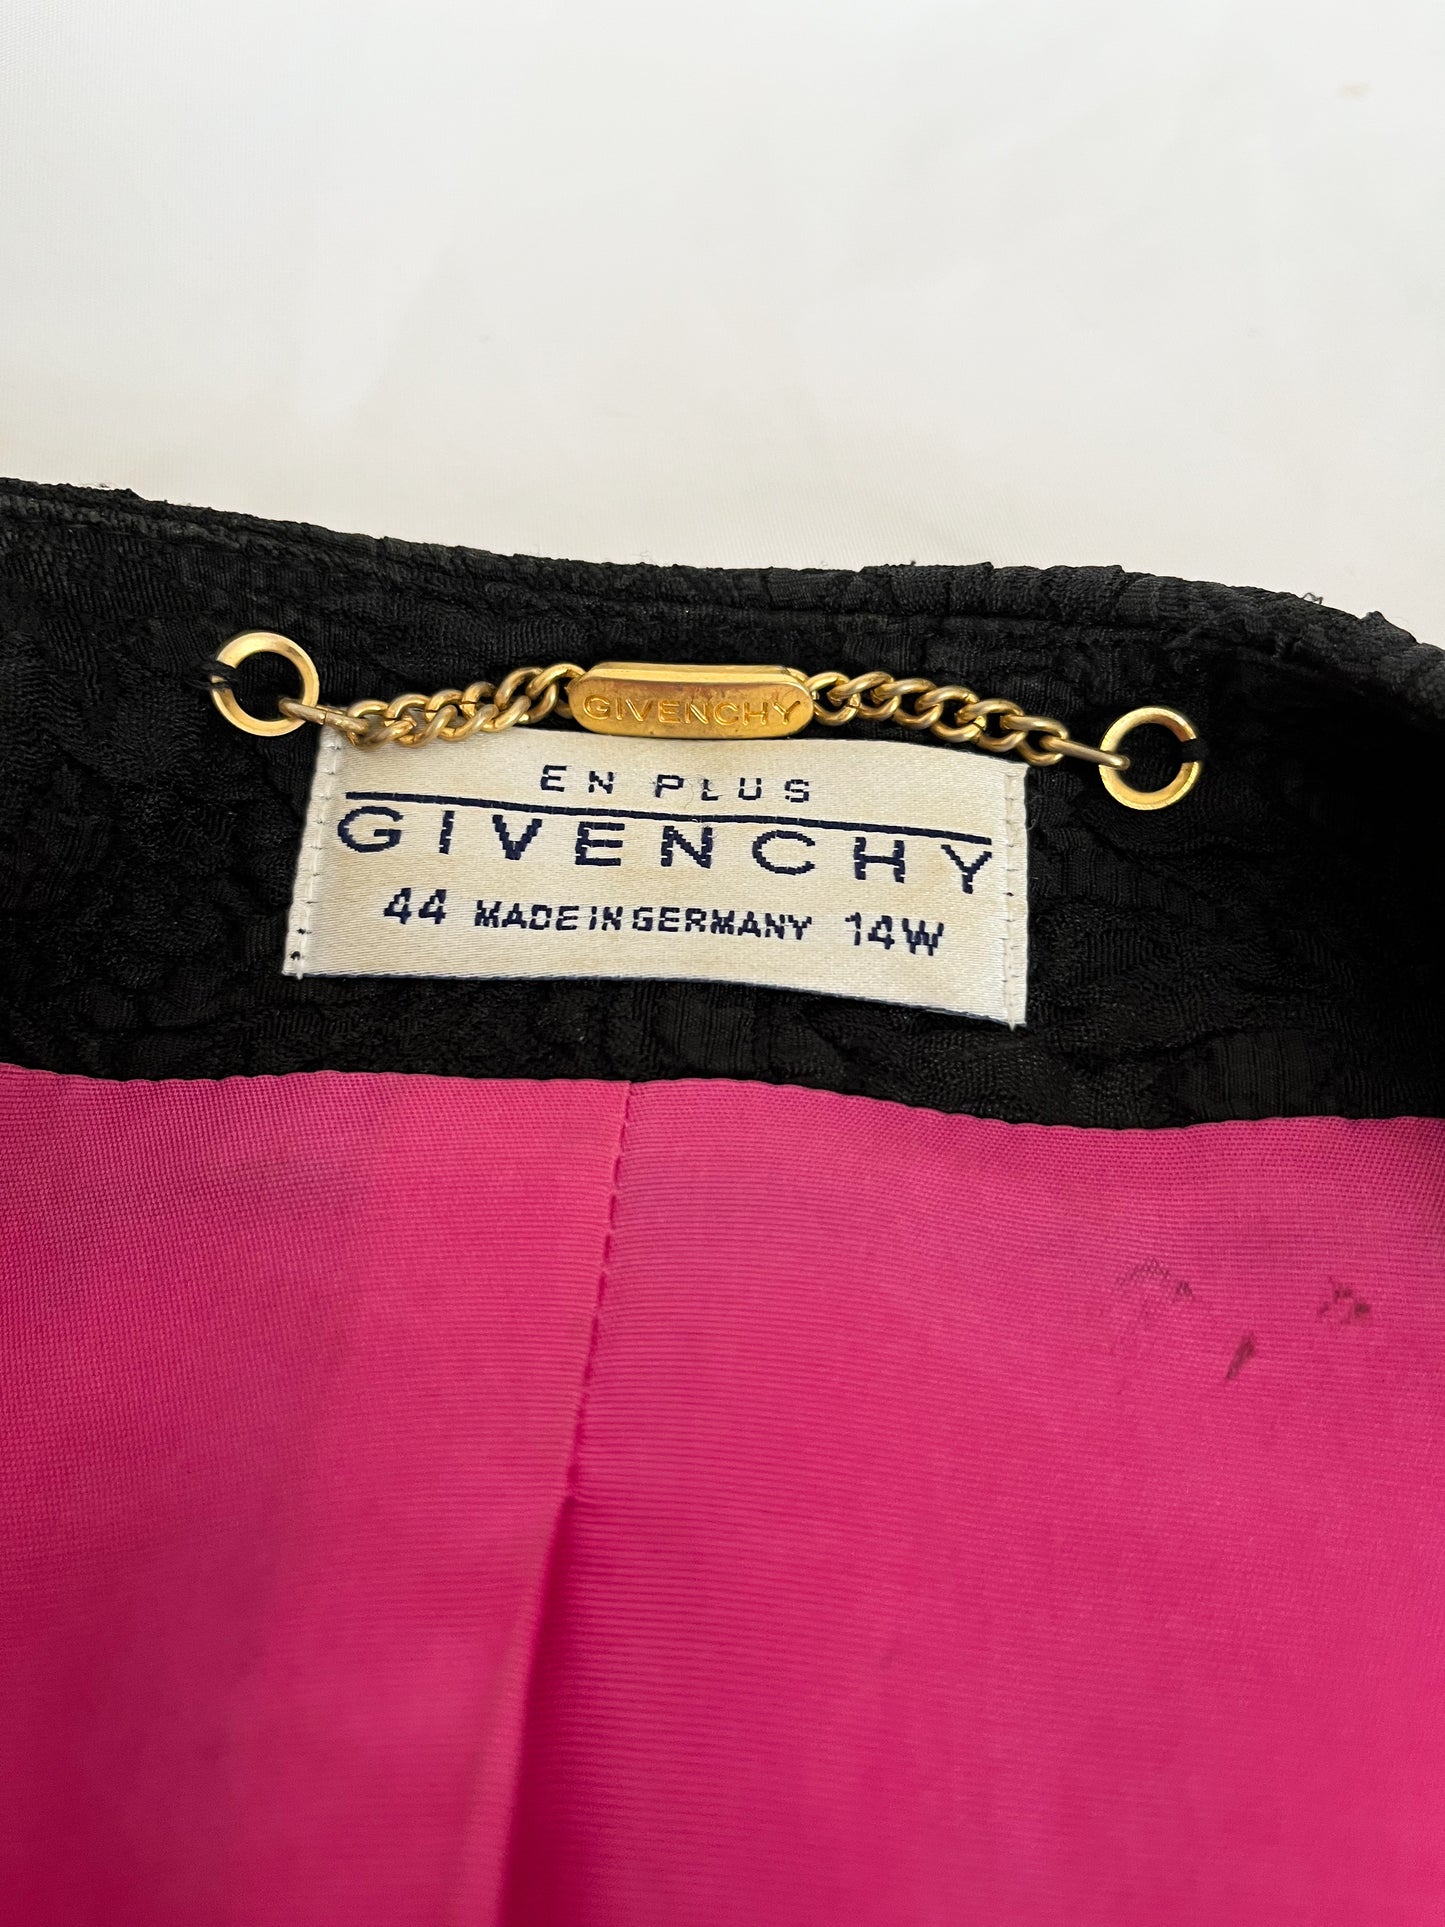 GIVENCHY
EN PLUS
GIVENCHY
44 MADE IN GERMANY 14W